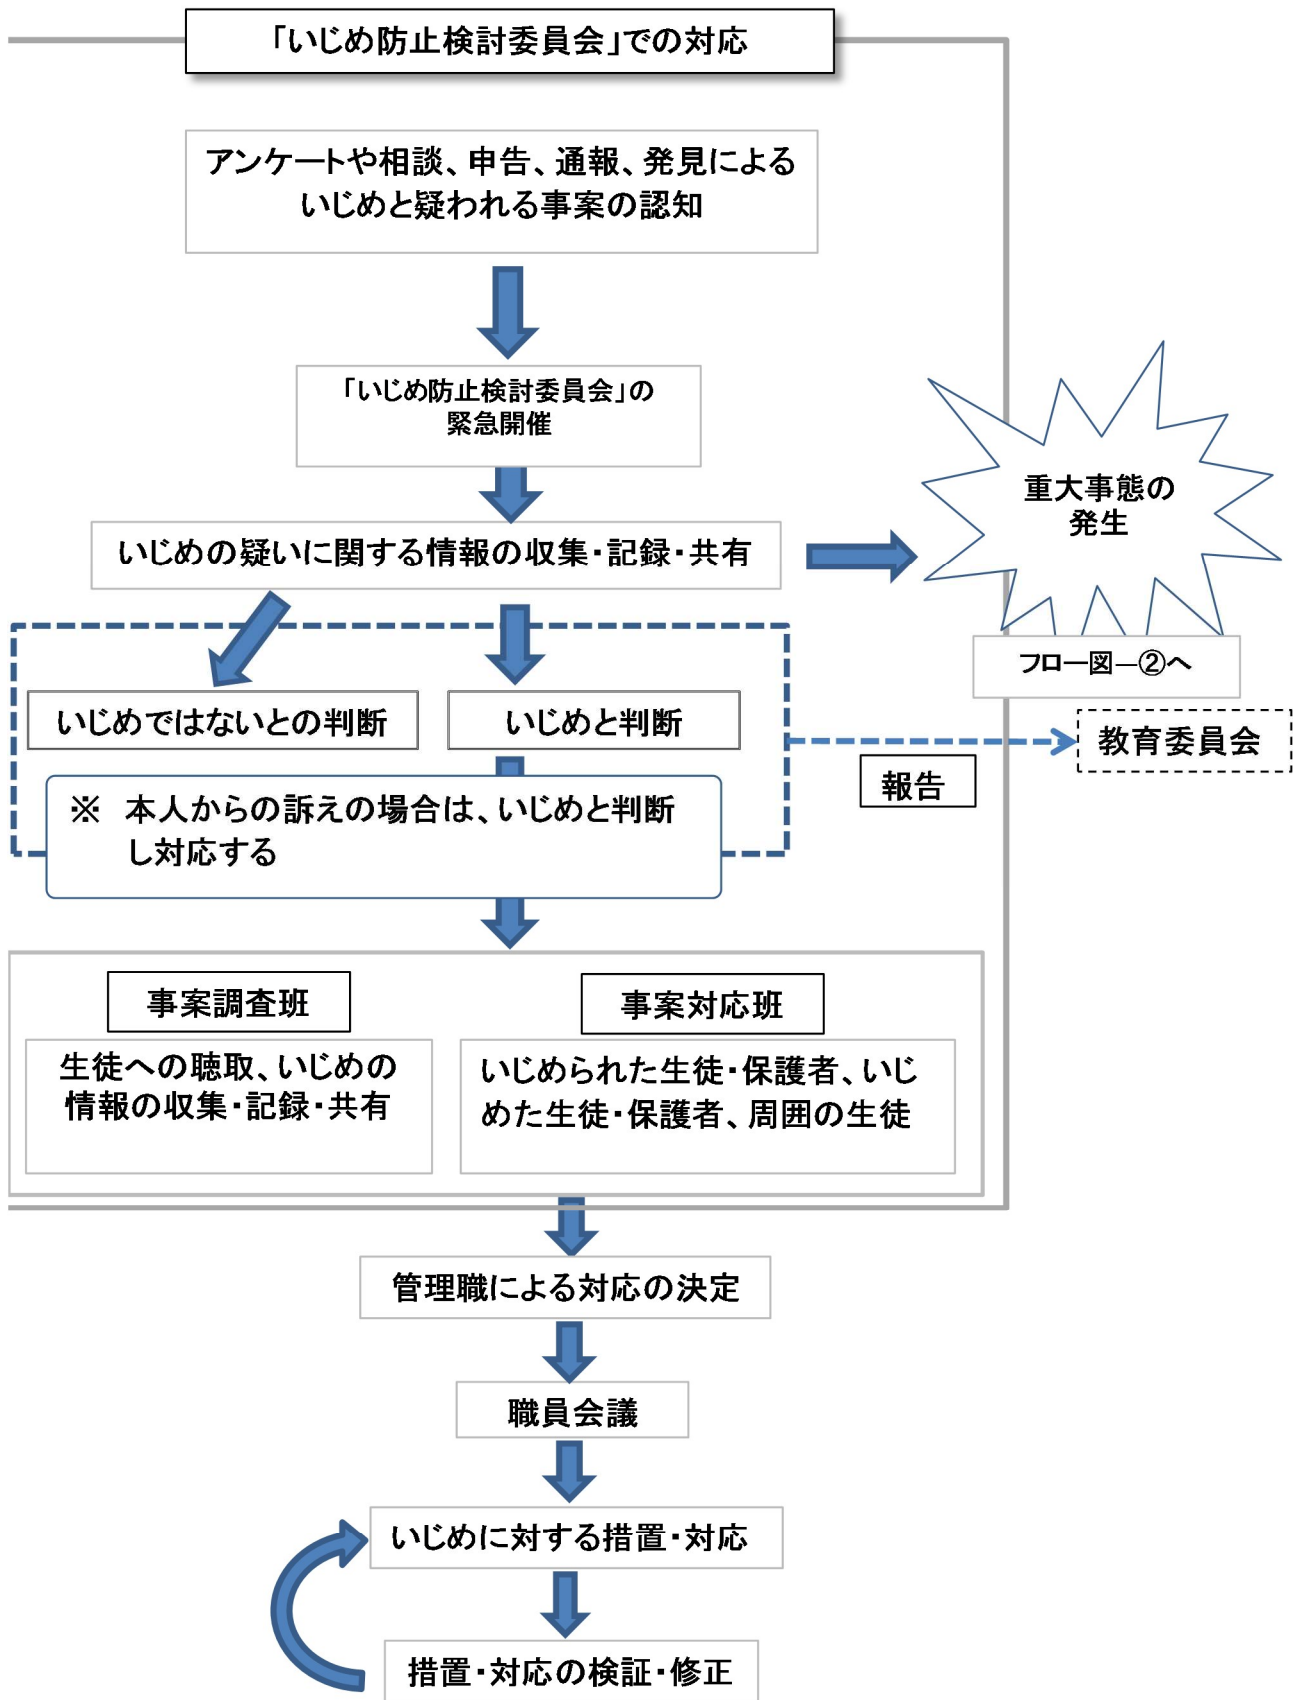 「いじめ防止検討委員会」での対応
アンケートや相談、申告、通報、発見による
いじめと疑われる事案の認知
「いじめ防止検討委員会」の
緊急開催
いじめの疑いに関する情報の収集・記録・共有
重大事態の
発生
フロー図―②へ
いじめではないとの判断
いじめと判断
教育委員会
報告
※ 本人からの訴えの場合は、いじめと判断
し対応する
事案調査班
生徒への聴取、いじめの
情報の収集・記録・共有
事案対応班
いじめられた生徒・保護者、いじ
めた生徒・保護者、周囲の生徒
管理職による対応の決定
職員会議
いじめに対する措置・対応
措置・対応の検証・修正